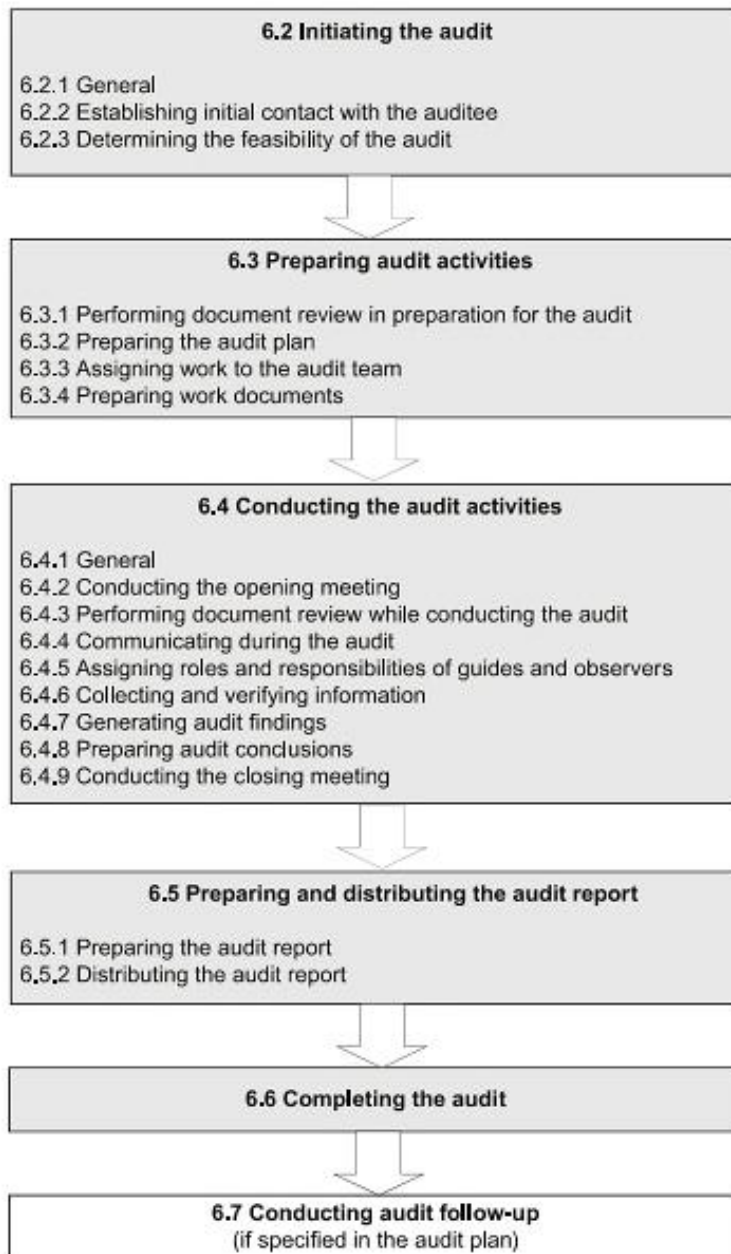 6.2 Initiating the audit
6.2.1 General
6.2.2 Establishing initial contact with the auditee
6.2.3 Determining the feasibility of the audit
6.3 Preparing audit activities
6.3.1 Performing document review in preparation for the audit
6.3.2 Preparing the audit plan
6.3.3 Assigning work to the audit team
6.3.4 Preparing work documents
6.4 Conducting the audit activities
6.4.1 General
6.4.2 Conducting the opening meeting
6.4.3 Performing document review while conducting the audit
6.4.4 Communicating during the audit
6.4.5 Assigning roles and responsibilities of guides and observers
6.4.6 Collecting and verifying information
6.4.7 Generating audit findings
6.4.8 Preparing audit conclusions
6.4.9 Conducting the closing meeting
6.5 Preparing and distributing the audit report
6.5.1 Preparing the audit report
6.5.2 Distributing the audit report
6.6 Completing the audit
6.7 Conducting audit follow-up
(if specified in the audit plan)